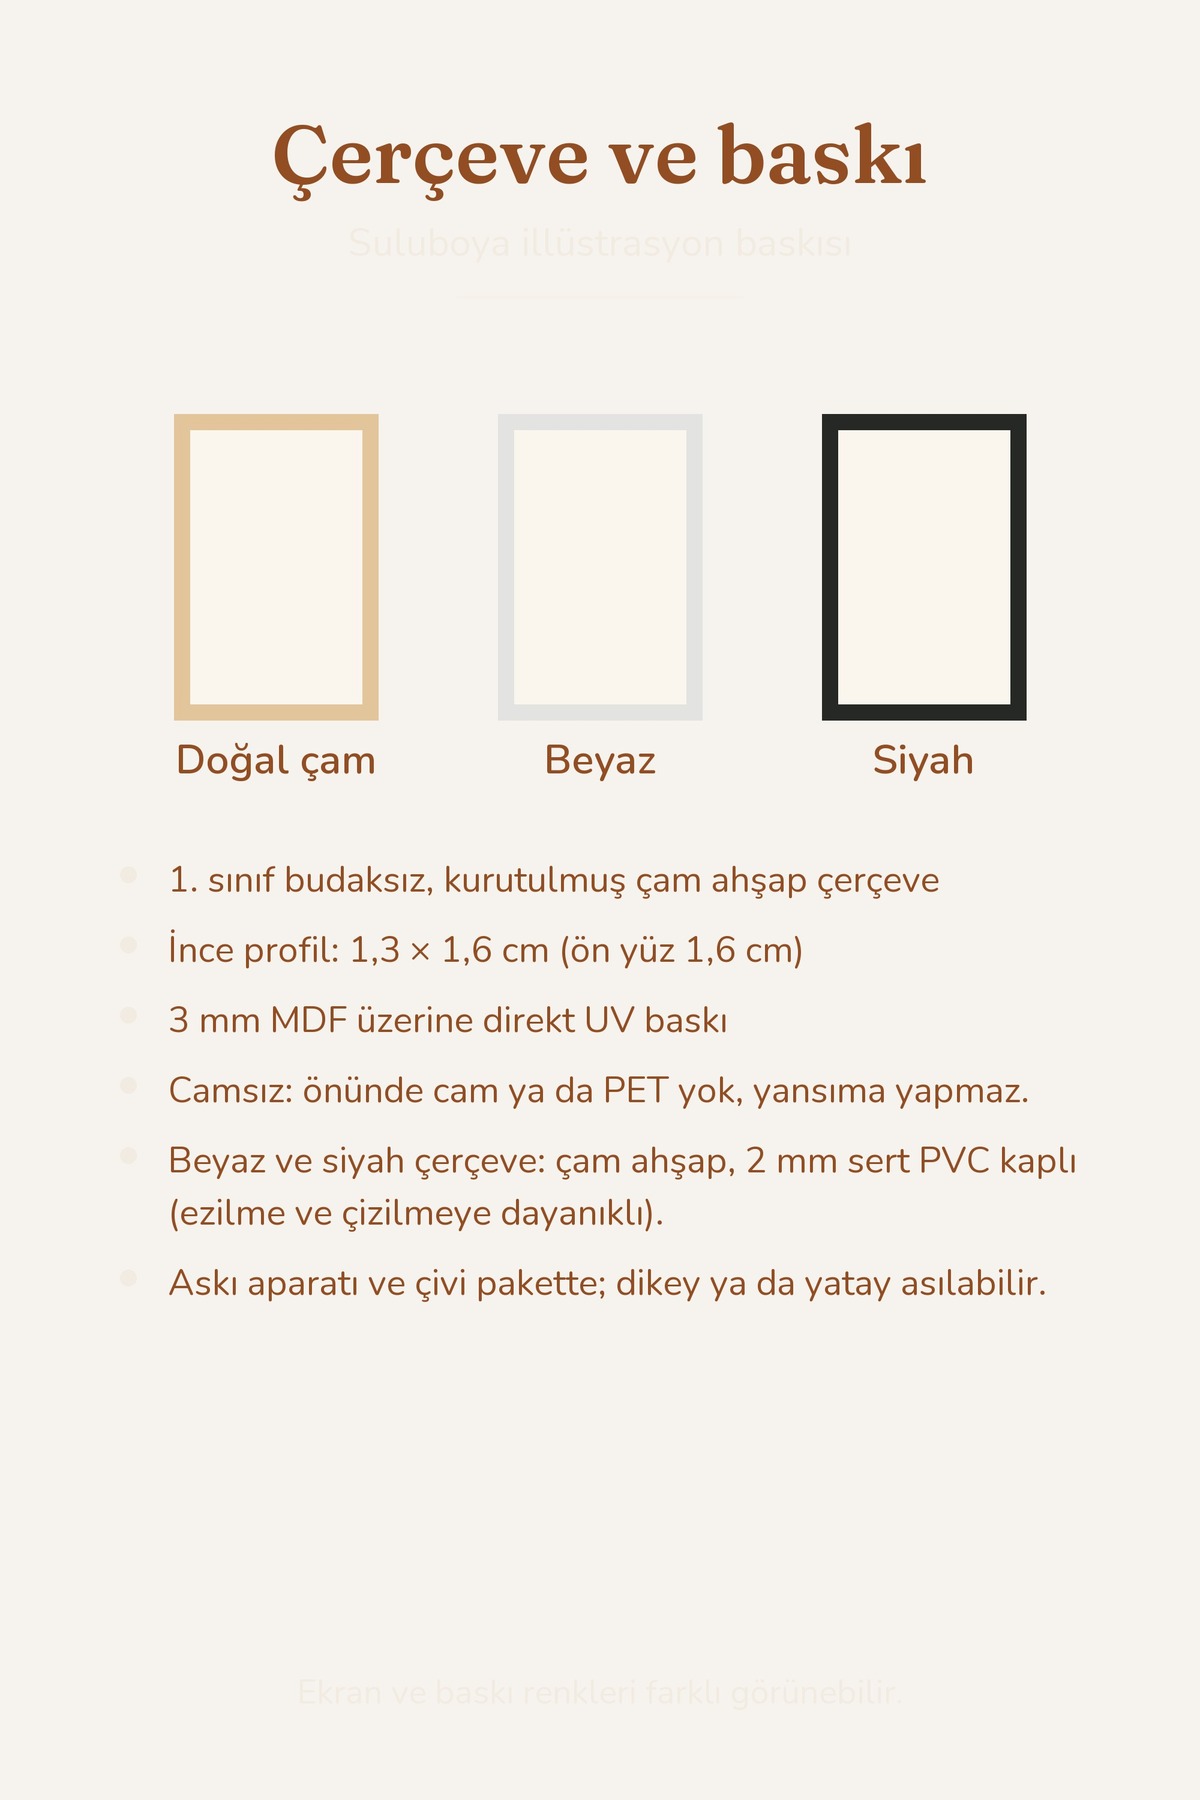 Çerçeve ve baskı
Suluboya illüstrasyon baskısı
Doğal çam
Beyaz
Siyah
1. sınıf budaksız, kurutulmuş çam ahşap çerçeve
İnce profil: 1,3 × 1,6 cm (ön yüz 1,6 cm)
3 mm MDF üzerine direkt UV baskı
Camsız: önünde cam ya da PET yok, yansıma yapmaz.
Beyaz ve siyah çerçeve: çam ahşap, 2 mm sert PVC kaplı
(ezilme ve çizilmeye dayanıklı).
Askı aparatı ve çivi pakette; dikey ya da yatay asılabilir.
Ekran ve baskı renkleri farklı görünebilir.